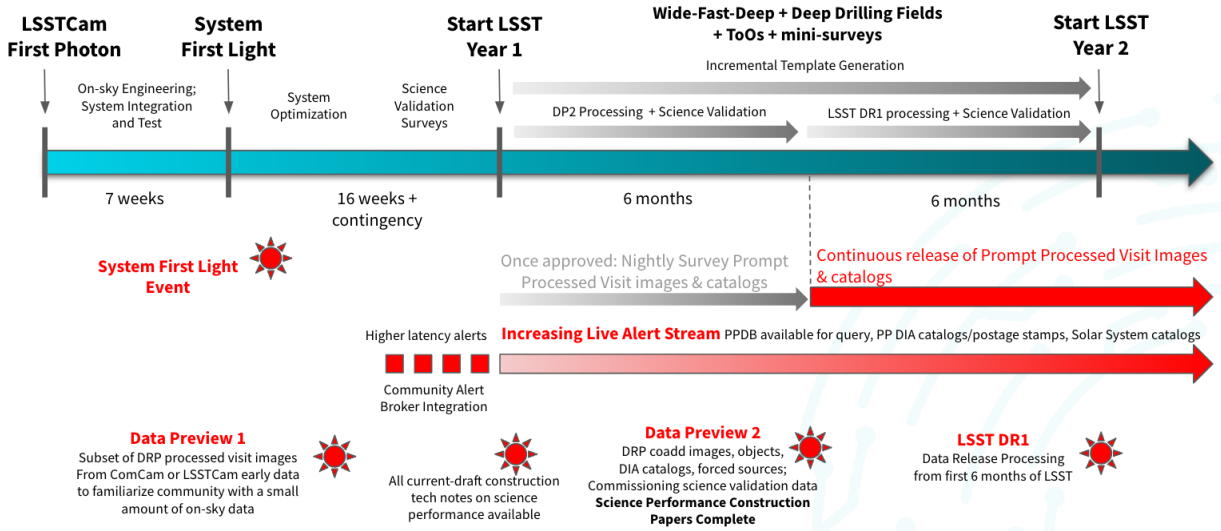 LSSTCam
First Photon
System
First Light
Start LSST
Year 1
Wide-Fast-Deep + Deep Drilling Fields
+ ToOs + mini-surveys
Start LSST
Year 2
On-sky Engineering;
System Integration
and Test
System
Optimization
Science
Validation
Surveys
Incremental Template Generation
DP2 Processing + Science Validation
LSST DR1 processing + Science Validation
7 weeks
16 weeks +
contingency
6 months
6 months
System First Light
Event
Once approved: Nightly Survey Prompt
Processed Visit images & catalogs
Continuous release of Prompt Processed Visit Images
& catalogs
Higher latency alerts
Increasing Live Alert Stream PPDB available for query, PP DIA catalogs/postage stamps, Solar System catalogs
Community Alert
Broker Integration
Data Preview 1
Subset of DRP processed visit images
From ComCam or LSSTCam early data
to familiarize community with a small
amount of on-sky data
All current-draft construction
tech notes on science
performance available
Data Preview 2
DRP coadd images, objects,
DIA catalogs, forced sources;
Commissioning science validation data
Science Performance Construction
Papers Complete
LSST DR1
Data Release Processing
from first 6 months of LSST